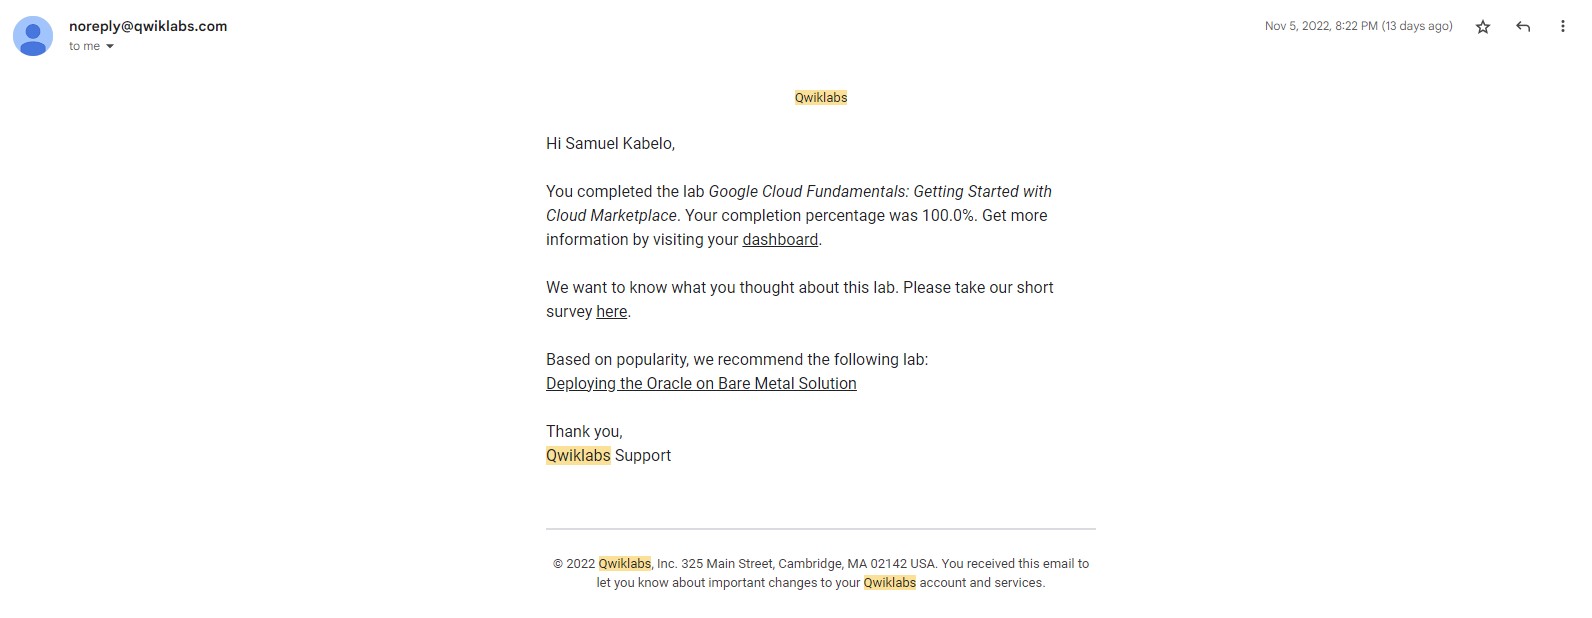 noreply@qwiklabs.com
to me
Nov 5, 2022, 8:22 PM (13 days ago)
Qwiklabs
Hi Samuel Kabelo,
You completed the lab Google Cloud Fundamentals: Getting Started with
Cloud Marketplace. Your completion percentage was 100.0%. Get more
information by visiting your dashboard.
We want to know what you thought about this lab. Please take our short
survey here.
Based on popularity, we recommend the following lab:
Deploying the Oracle on Bare Metal Solution
Thank you,
Qwiklabs Support
© 2022 Qwiklabs, Inc. 325 Main Street, Cambridge, MA 02142 USA. You received this email to
let you know about important changes to your Qwiklabs account and services.